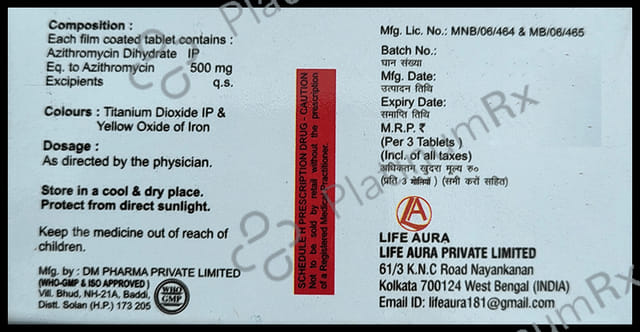 Composition :
Each film coated tablet contains :
Azithromycin Dihydrate IP
Eq. to Azithromycin 500 mg
Excipients q.s.
Colours : Titanium Dioxide IP &
Yellow Oxide of Iron
Dosage :
As directed by the physician.
Store in a cool & dry place.
Protect from direct sunlight.
Keep the medicine out of reach of
children.
Mfg. by : DM PHARMA PRIVATE LIMITED
(WHO-GMP & ISO APPROVED)
Vill. Bhud, NH-21A, Baddi,
Distt. Solan (H.P.) 173 205
WHO
GMP
SCHEDULE H PRESCRIPTION DRUG - CAUTION
Not to be sold by retail without the prescription
of a Registered Medical Practitioner.
Mfg. Lic. No.: MNB/06/464 & MB/06/465
Batch No.:
घान संख्या
Mfg. Date:
उत्पादन तिथि
Expiry Date:
समाप्ति तिथि
M.R.P. ₹
(Per 3 Tablets )
(Incl. of all taxes)
अधिकतम खुदरा मूल्य रु०
(प्रति 3 गोलियां ) (सभी करों सहित)
LA
LIFE AURA
LIFE AURA PRIVATE LIMITED
61/3 K.N.C Road Nayankanan
Kolkata 700124 West Bengal (INDIA)
Email ID: lifeaura181@gmail.com
PlatinumRx
PlatinumRx